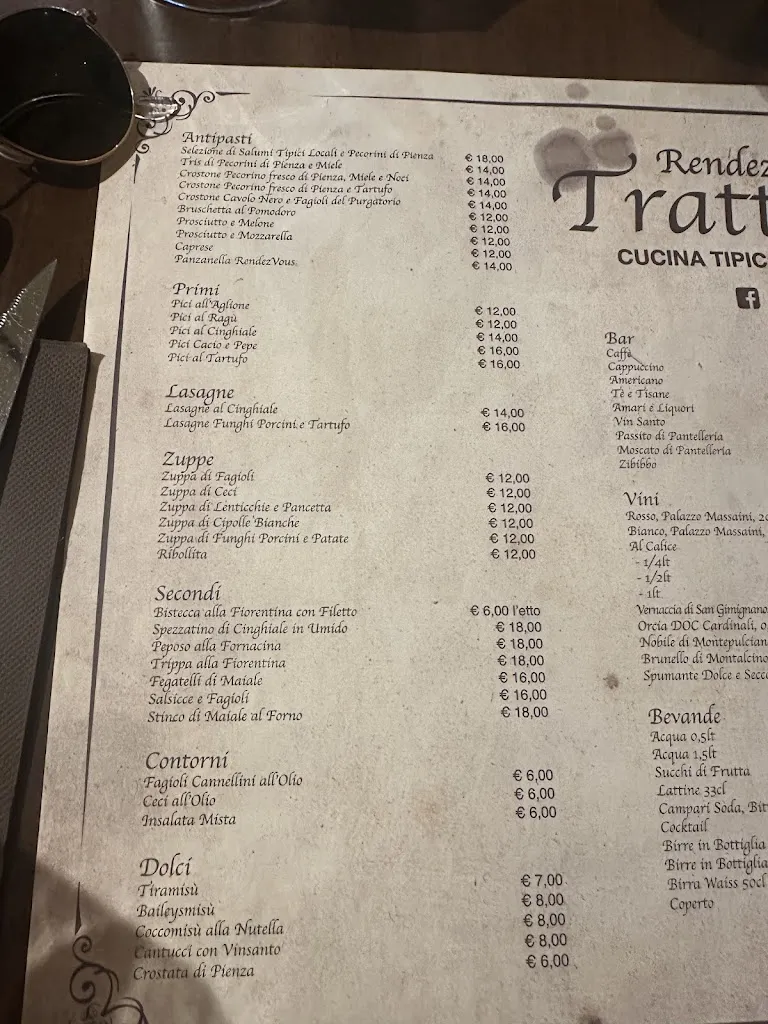 Antipasti
Selezione di Salumi Tipici Locali e Pecorini di Pienza € 18,00
Tris di Pecorini di Pienza e Miele € 14,00
Crostone Pecorino fresco di Pienza, Miele e Noci € 14,00
Crostone Pecorino fresco di Pienza e Tartufo € 14,00
Crostone Cavolo Nero e Fagioli del Purgatorio € 14,00
Bruschetta al Pomodoro € 12,00
Prosciutto e Melone € 12,00
Prosciutto e Mozzarella € 12,00
Caprese € 12,00
Panzanella RendezVous € 14,00
Primi
Pici all'Aglione € 12,00
Pici al Ragù € 12,00
Pici al Cinghiale € 14,00
Pici Cacio e Pepe € 16,00
Pici al Tartufo € 16,00
Lasagne
Lasagne al Cinghiale € 14,00
Lasagne Funghi Porcini e Tartufo € 16,00
Zuppe
Zuppa di Fagioli € 12,00
Zuppa di Ceci € 12,00
Zuppa di Lenticchie e Pancetta € 12,00
Zuppa di Cipolle Bianche € 12,00
Zuppa di Funghi Porcini e Patate € 12,00
Ribollita € 12,00
Secondi
Bistecca alla Fiorentina con Filetto € 6,00 l'etto
Spezzatino di Cinghiale in Umido € 18,00
Peposo alla Fornacina € 18,00
Trippa alla Fiorentina € 18,00
Fegatelli di Maiale € 16,00
Salsicce e Fagioli € 16,00
Stinco di Maiale al Forno € 18,00
Contorni
Fagioli Cannellini all'Olio € 6,00
Ceci all'Olio € 6,00
Insalata Mista € 6,00
Dolci
Tiramisù € 7,00
Baileysmisù € 8,00
Coccomisù alla Nutella € 8,00
Cantucci con Vinsanto € 8,00
Crostata di Pienza € 6,00
Rendez
Tratt
CUCINA TIPIC
Bar
Caffè
Cappuccino
Americano
Tè e Tisane
Amari e Liquori
Vin Santo
Passito di Pantelleria
Moscato di Pantelleria
Zibibbo
Vini
Rosso, Palazzo Massaini, 20
Bianco, Palazzo Massaini,
Al Calice
- 1/4lt
- 1/2lt
- 1lt
Vernaccia di San Gimignano
Orcia DOC Cardinali, 0
Nobile di Montepulcian
Brunello di Montalcino
Spumante Dolce e Secco
Bevande
Acqua 0,5lt
Acqua 1,5lt
Succhi di Frutta
Lattine 33cl
Campari Soda, Bit
Cocktail
Birre in Bottiglia
Birre in Bottiglia
Birra Waiss 50cl
Coperto